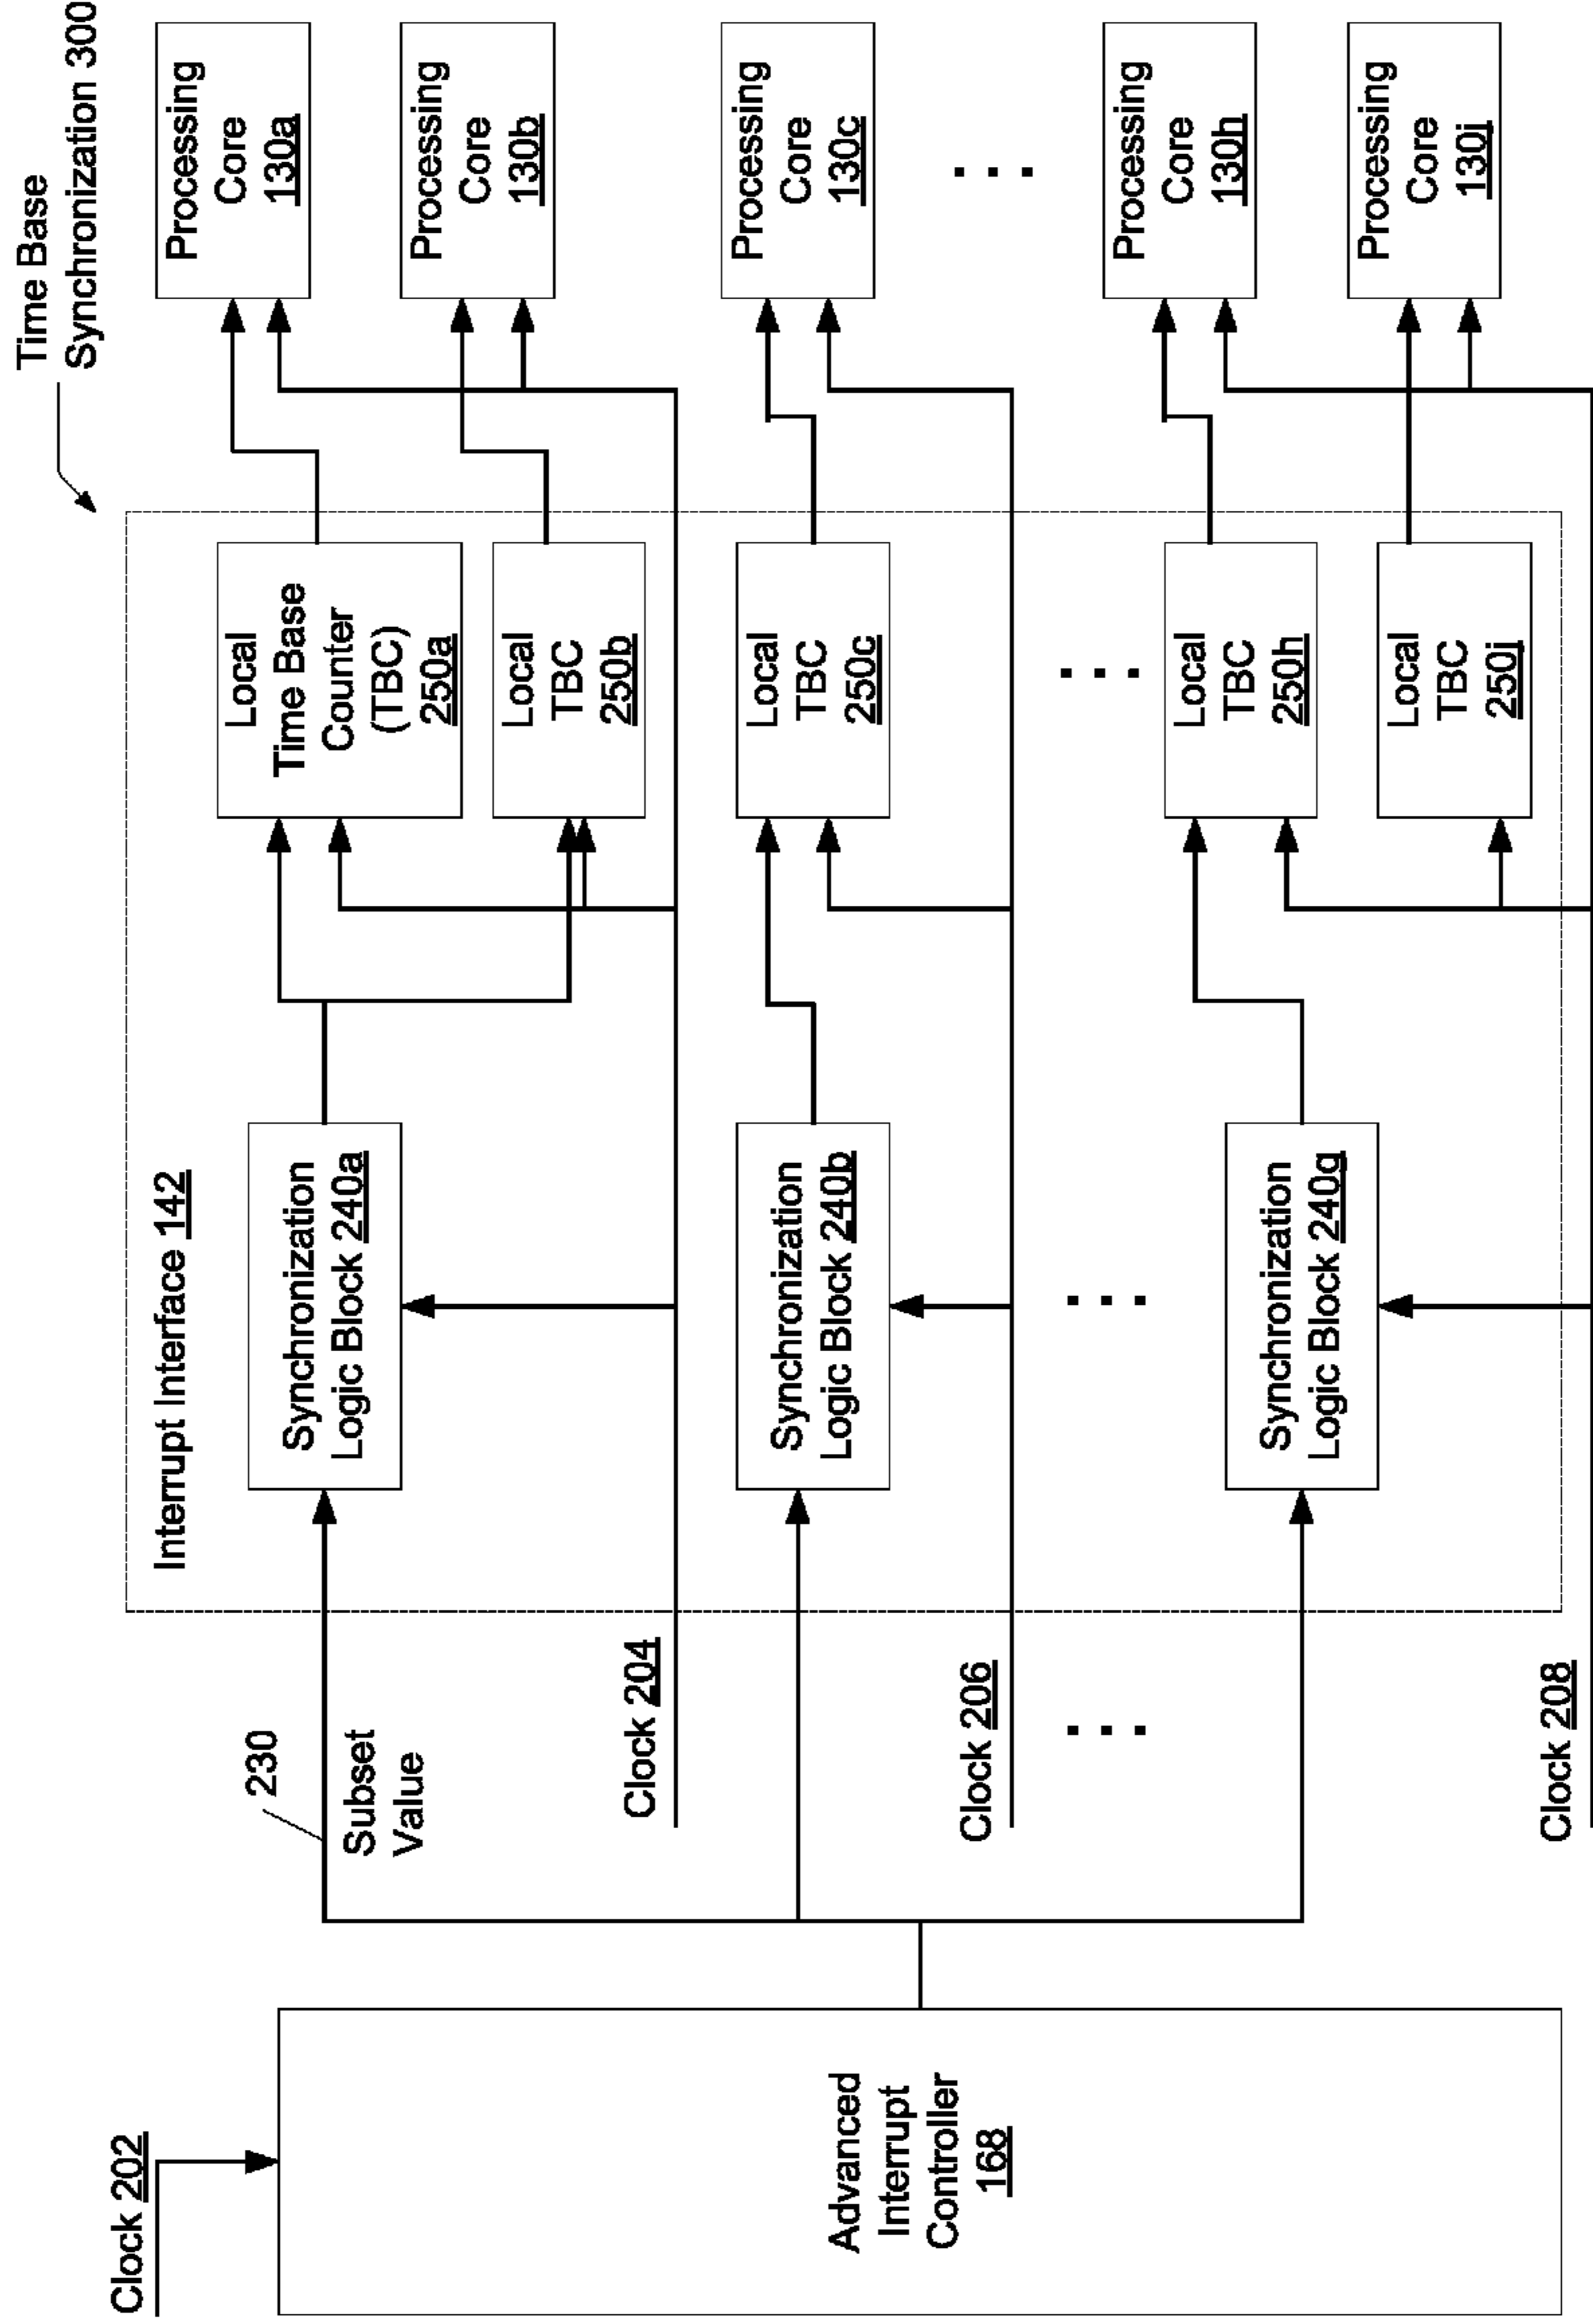 Time Base
Synchronization 300
Clock 202
Advanced
Interrupt
Controller
168
230
Subset
Value
Clock 204
Clock 206
...
Clock 208
Interrupt Interface 142
Synchronization
Logic Block 240a
Synchronization
Logic Block 240b
...
Synchronization
Logic Block 240g
Local
Time Base
Counter
(TBC)
250a
Local
TBC
250b
Local
TBC
250c
...
Local
TBC
250h
Local
TBC
250j
Processing
Core
130a
Processing
Core
130b
Processing
Core
130c
...
Processing
Core
130h
Processing
Core
130j